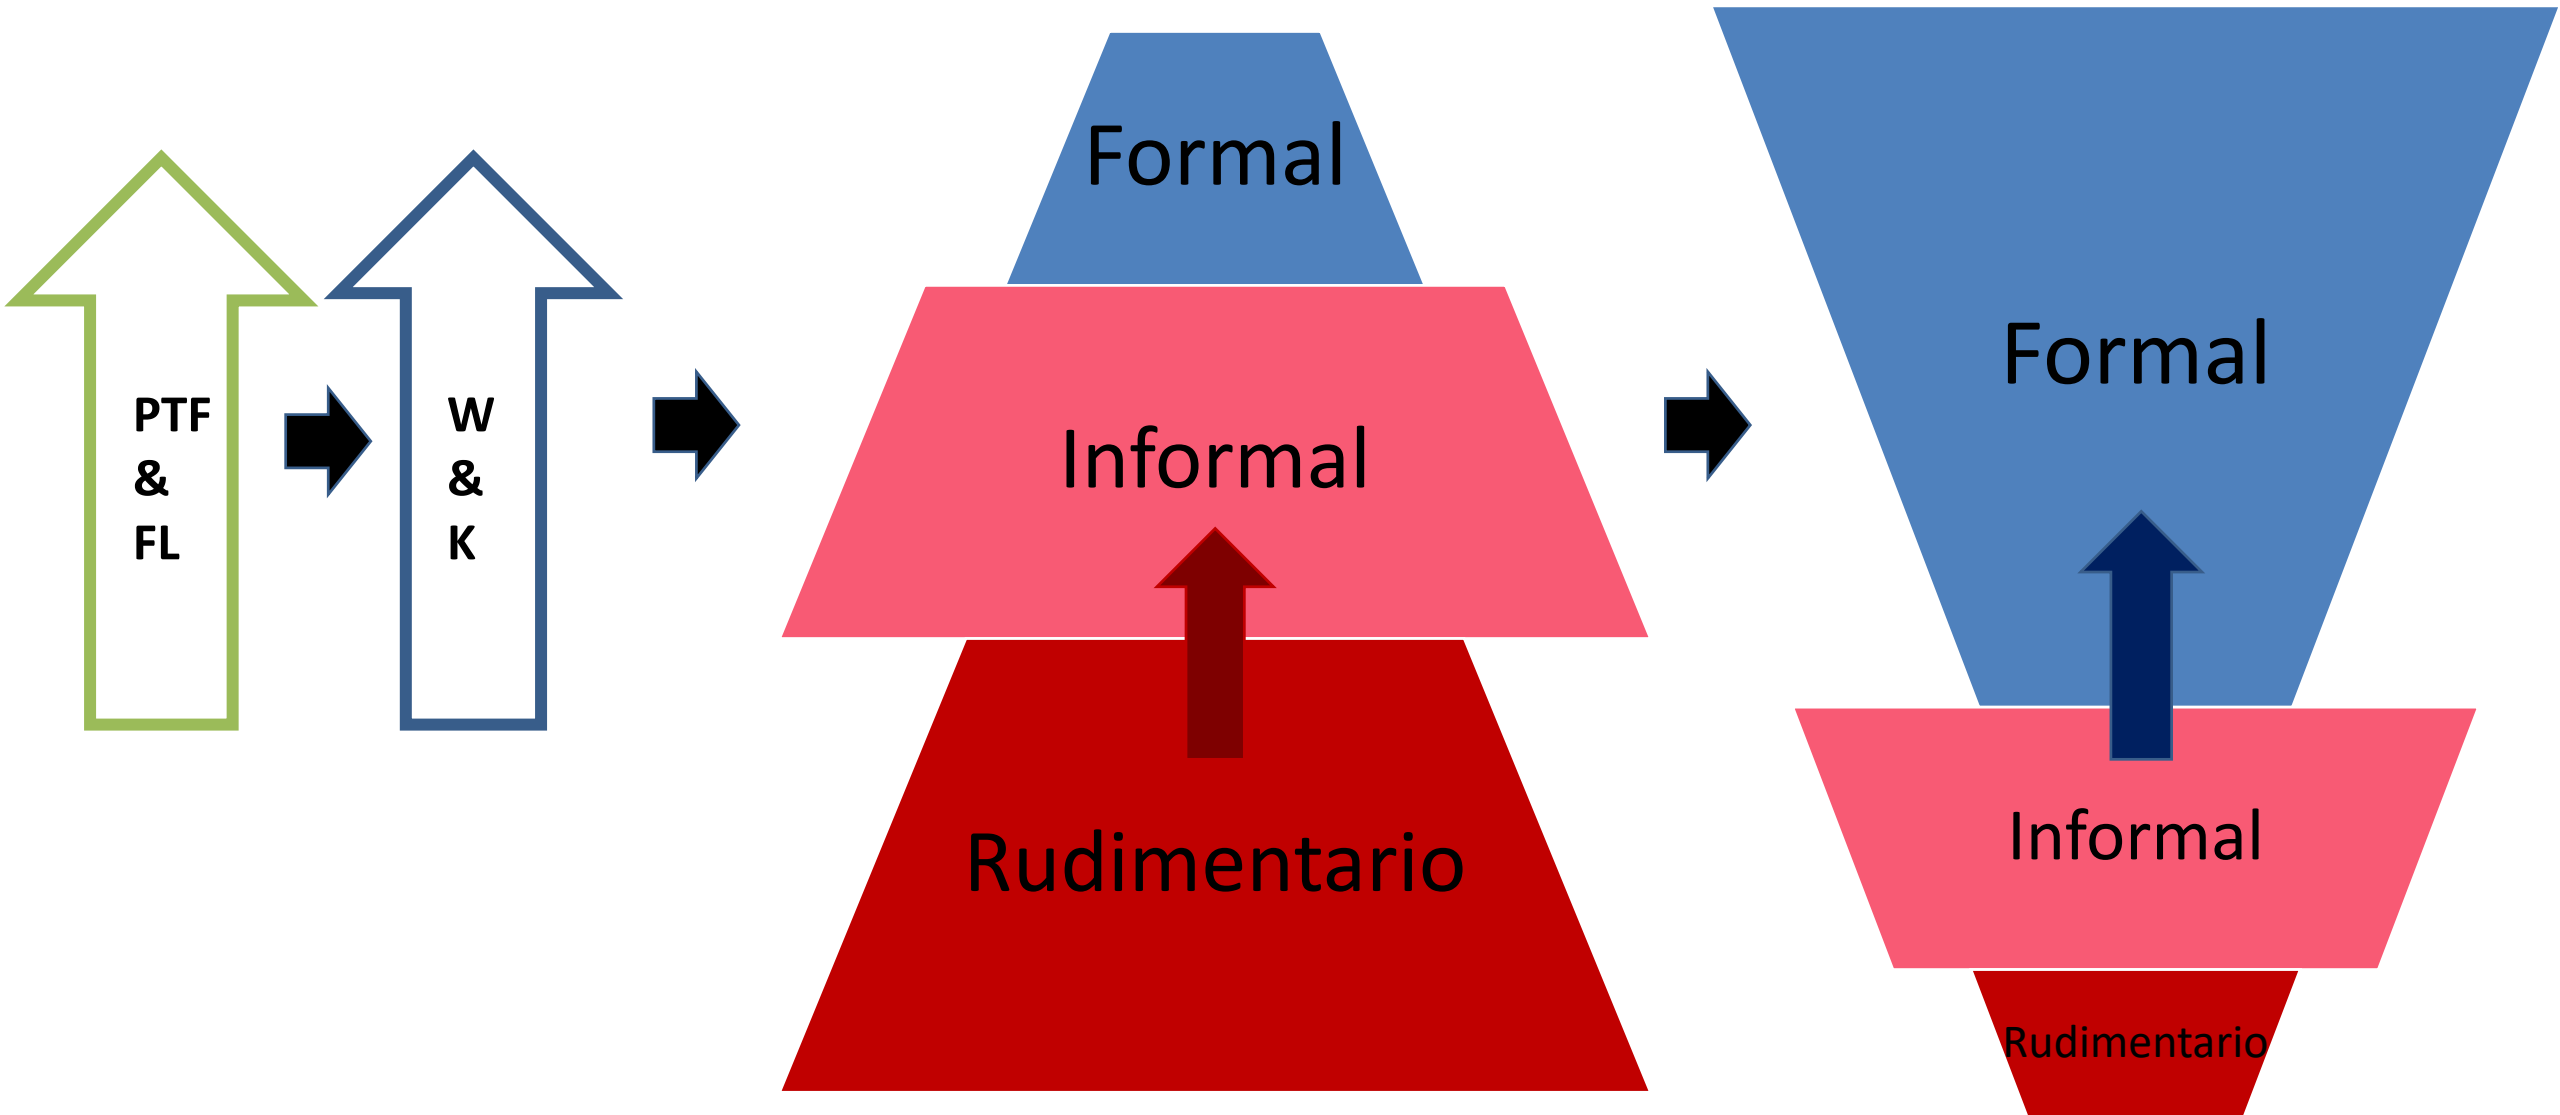 PTF
&
FL
W
&
K
Formal
Informal
Rudimentario
Formal
Informal
Rudimentario